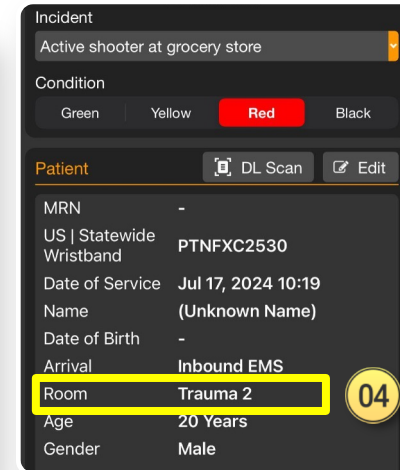 Incident
Active shooter at grocery store
Condition
Green Yellow Red Black
Patient DL Scan Edit
MRN -
US | Statewide
Wristband PTNFXC2530
Date of Service Jul 17, 2024 10:19
Name (Unknown Name)
Date of Birth -
Arrival Inbound EMS
Room Trauma 2 04
Age 20 Years
Gender Male